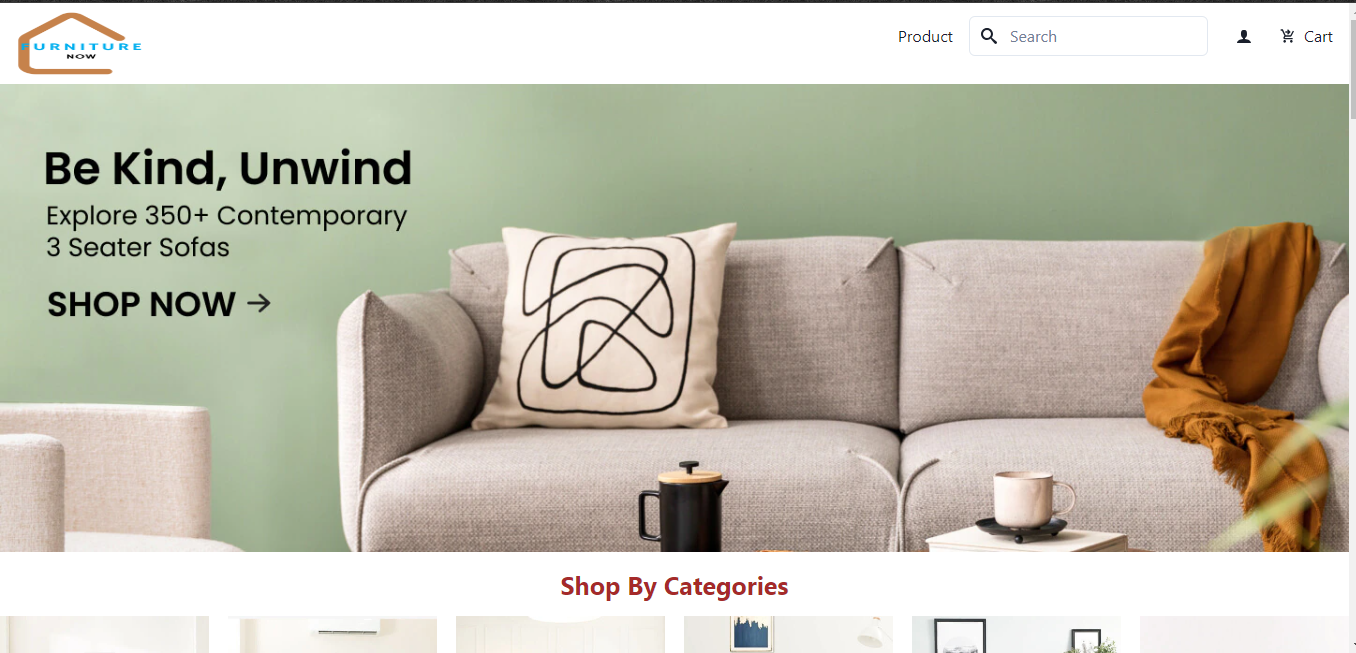 FURNITURE
NOW
Product
Search
Cart
Be Kind, Unwind
Explore 350+ Contemporary
3 Seater Sofas
SHOP NOW →
Shop By Categories